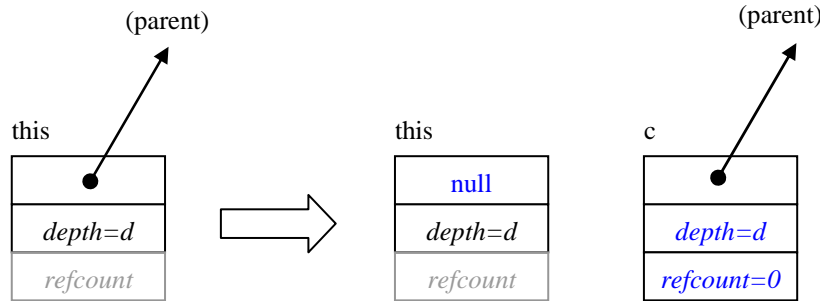 (parent)
(parent)
this
this
c
null
depth=d
depth=d
depth=d
refcount
refcount
refcount=0